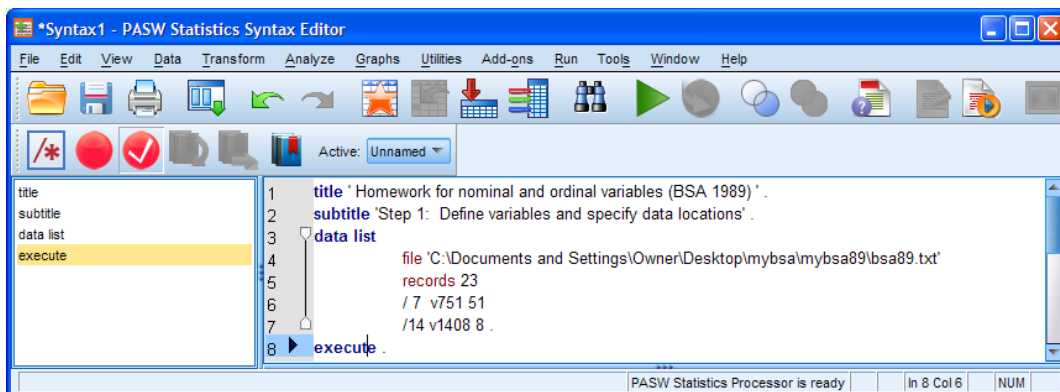 *Syntax1 - PASW Statistics Syntax Editor
File Edit View Data Transform Analyze Graphs Utilities Add-ons Run Tools Window Help
/* Active: Unnamed
title
subtitle
data list
execute
1 title ' Homework for nominal and ordinal variables (BSA 1989) ' .
2 subtitle 'Step 1: Define variables and specify data locations' .
3 data list
4 file 'C:\Documents and Settings\Owner\Desktop\mybsa\mybsa89\bsa89.txt'
5 records 23
6 / 7 v751 51
7 /14 v1408 8 .
8 execute .
PASW Statistics Processor is ready In 8 Col 6 NUM